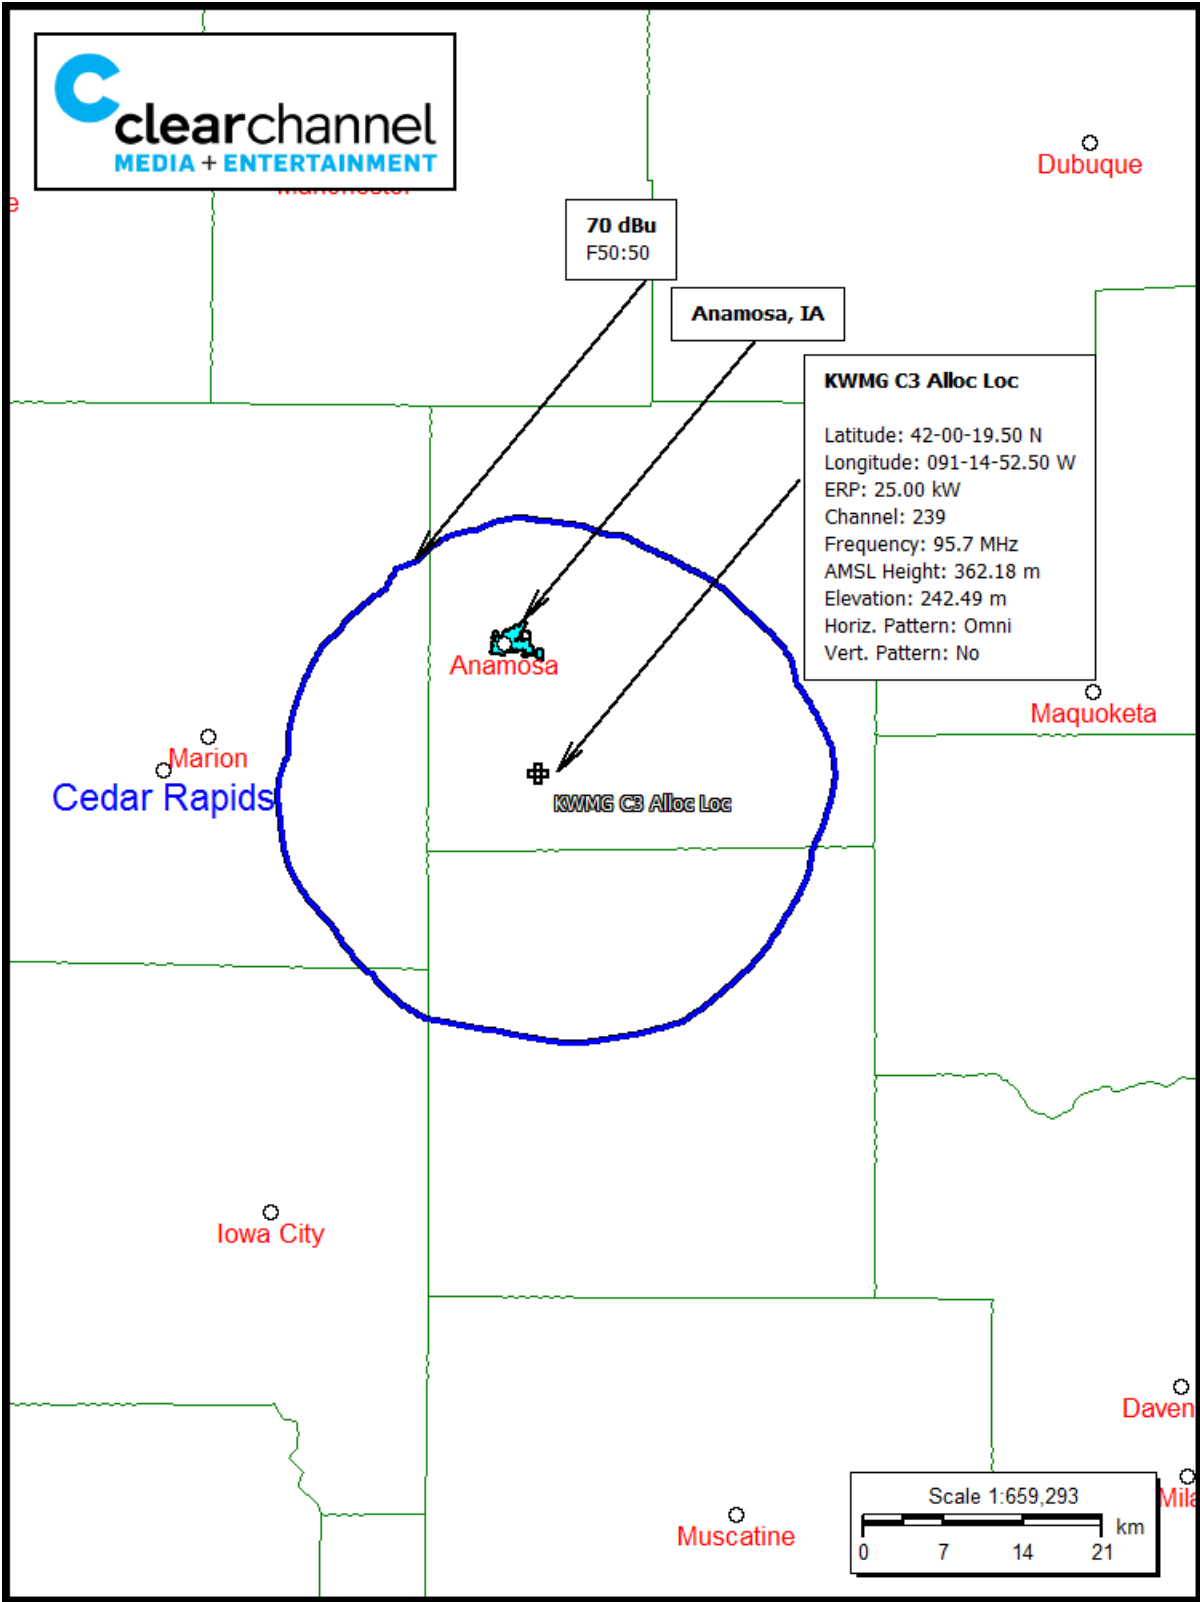 clearchannel
MEDIA + ENTERTAINMENT
Dubuque
70 dBu
F50:50
Anamosa, IA
KWMG C3 Alloc Loc
Latitude: 42-00-19.50 N
Longitude: 091-14-52.50 W
ERP: 25.00 kW
Channel: 239
Frequency: 95.7 MHz
AMSL Height: 362.18 m
Elevation: 242.49 m
Horiz. Pattern: Omni
Vert. Pattern: No
Anamosa
Maquoketa
Marion
Cedar Rapids
KWMG C3 Alloc Loc
Iowa City
Daven
Mila
Muscatine
Scale 1:659,293
km
0 7 14 21